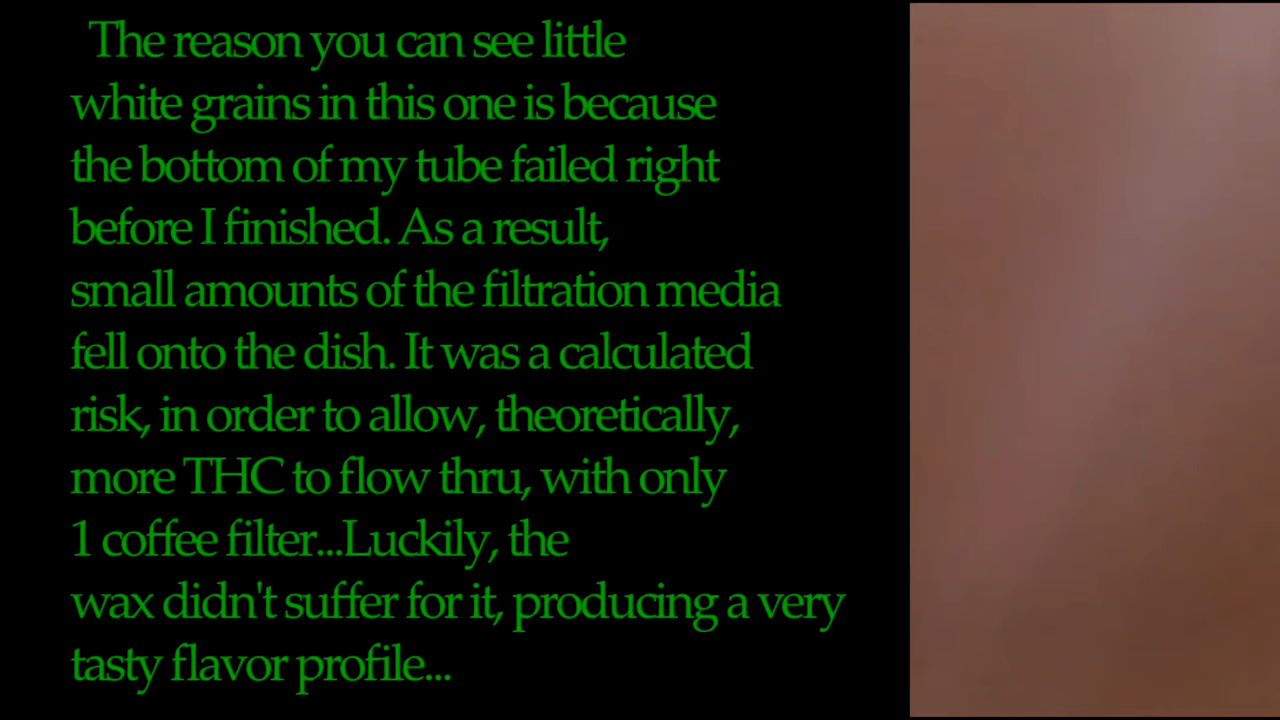 The reason you can see little
white grains in this one is because
the bottom of my tube failed right
before I finished. As a result,
small amounts of the filtration media
fell onto the dish. It was a calculated
risk, in order to allow, theoretically,
more THC to flow thru, with only
1 coffee filter...Luckily, the
wax didn't suffer for it, producing a very
tasty flavor profile...